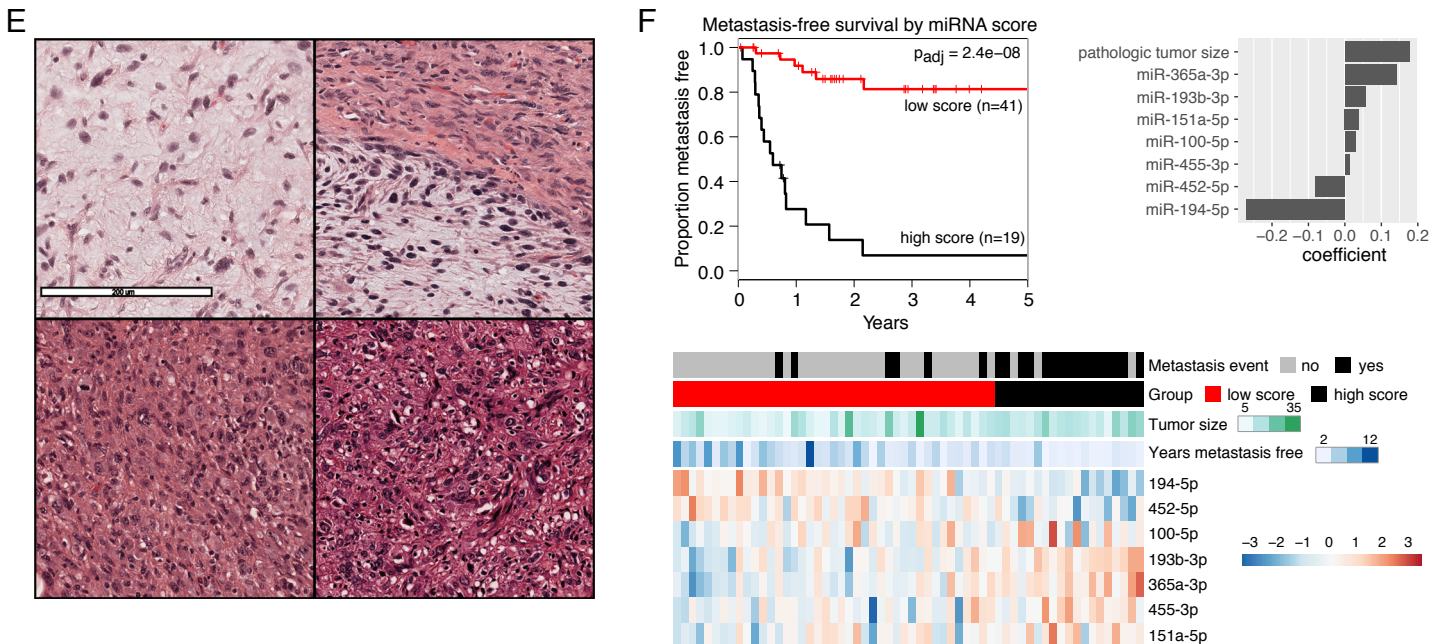 E
200 um
F
Metastasis-free survival by miRNA score
padj = 2.4e−08
low score (n=41)
high score (n=19)
Proportion metastasis free
1.0
0.8
0.6
0.4
0.2
0.0
0 1 2 3 4 5
Years
pathologic tumor size
miR−365a−3p
miR−193b−3p
miR−151a−5p
miR−100−5p
miR−455−3p
miR−452−5p
miR−194−5p
−0.2 −0.1 0.0 0.1 0.2
coefficient
Metastasis event no yes
Group low score high score
5 35
Tumor size
2 12
Years metastasis free
194-5p
452-5p
100-5p
193b-3p
365a-3p
455-3p
151a-5p
−3 −2 −1 0 1 2 3